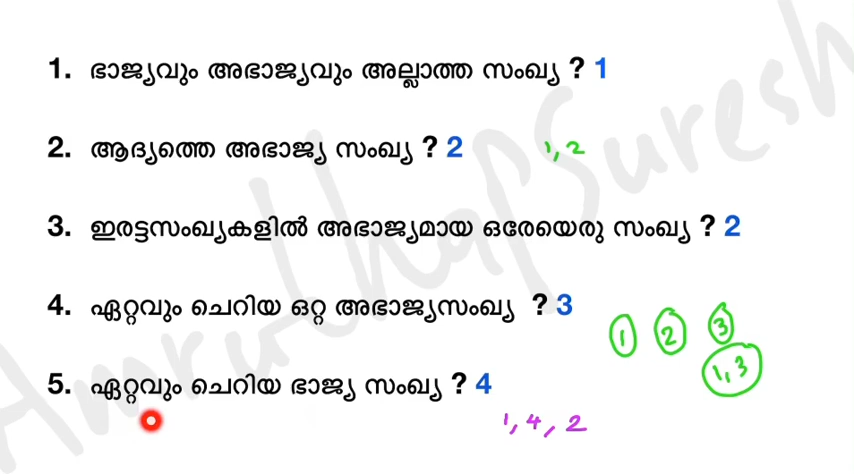 1. ഭാജ്യവും അഭാജ്യവും അല്ലാത്ത സംഖ്യ ? 1
2. ആദ്യത്തെ അഭാജ്യ സംഖ്യ ? 2 1, 2
3. ഇരട്ടസംഖ്യകളിൽ അഭാജ്യമായ ഒരേയെരു സംഖ്യ ? 2
4. ഏറ്റവും ചെറിയ ഒറ്റ അഭാജ്യസംഖ്യ ? 3
1 2 3
1, 3
5. ഏറ്റവും ചെറിയ ഭാജ്യ സംഖ്യ ? 4
1, 4, 2
Amruthap Suresh